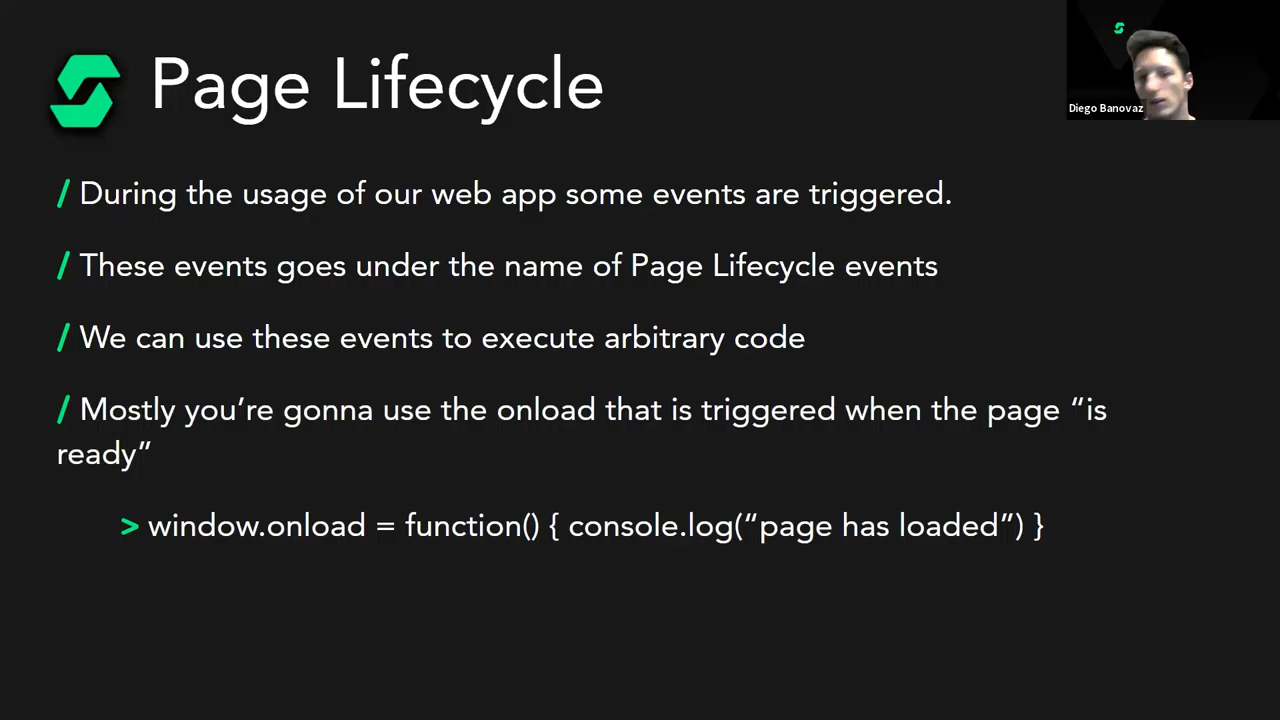 Page Lifecycle
Diego Banovaz
/ During the usage of our web app some events are triggered.
/ These events goes under the name of Page Lifecycle events
/ We can use these events to execute arbitrary code
/ Mostly you’re gonna use the onload that is triggered when the page “is
ready”
> window.onload = function() { console.log(“page has loaded”) }